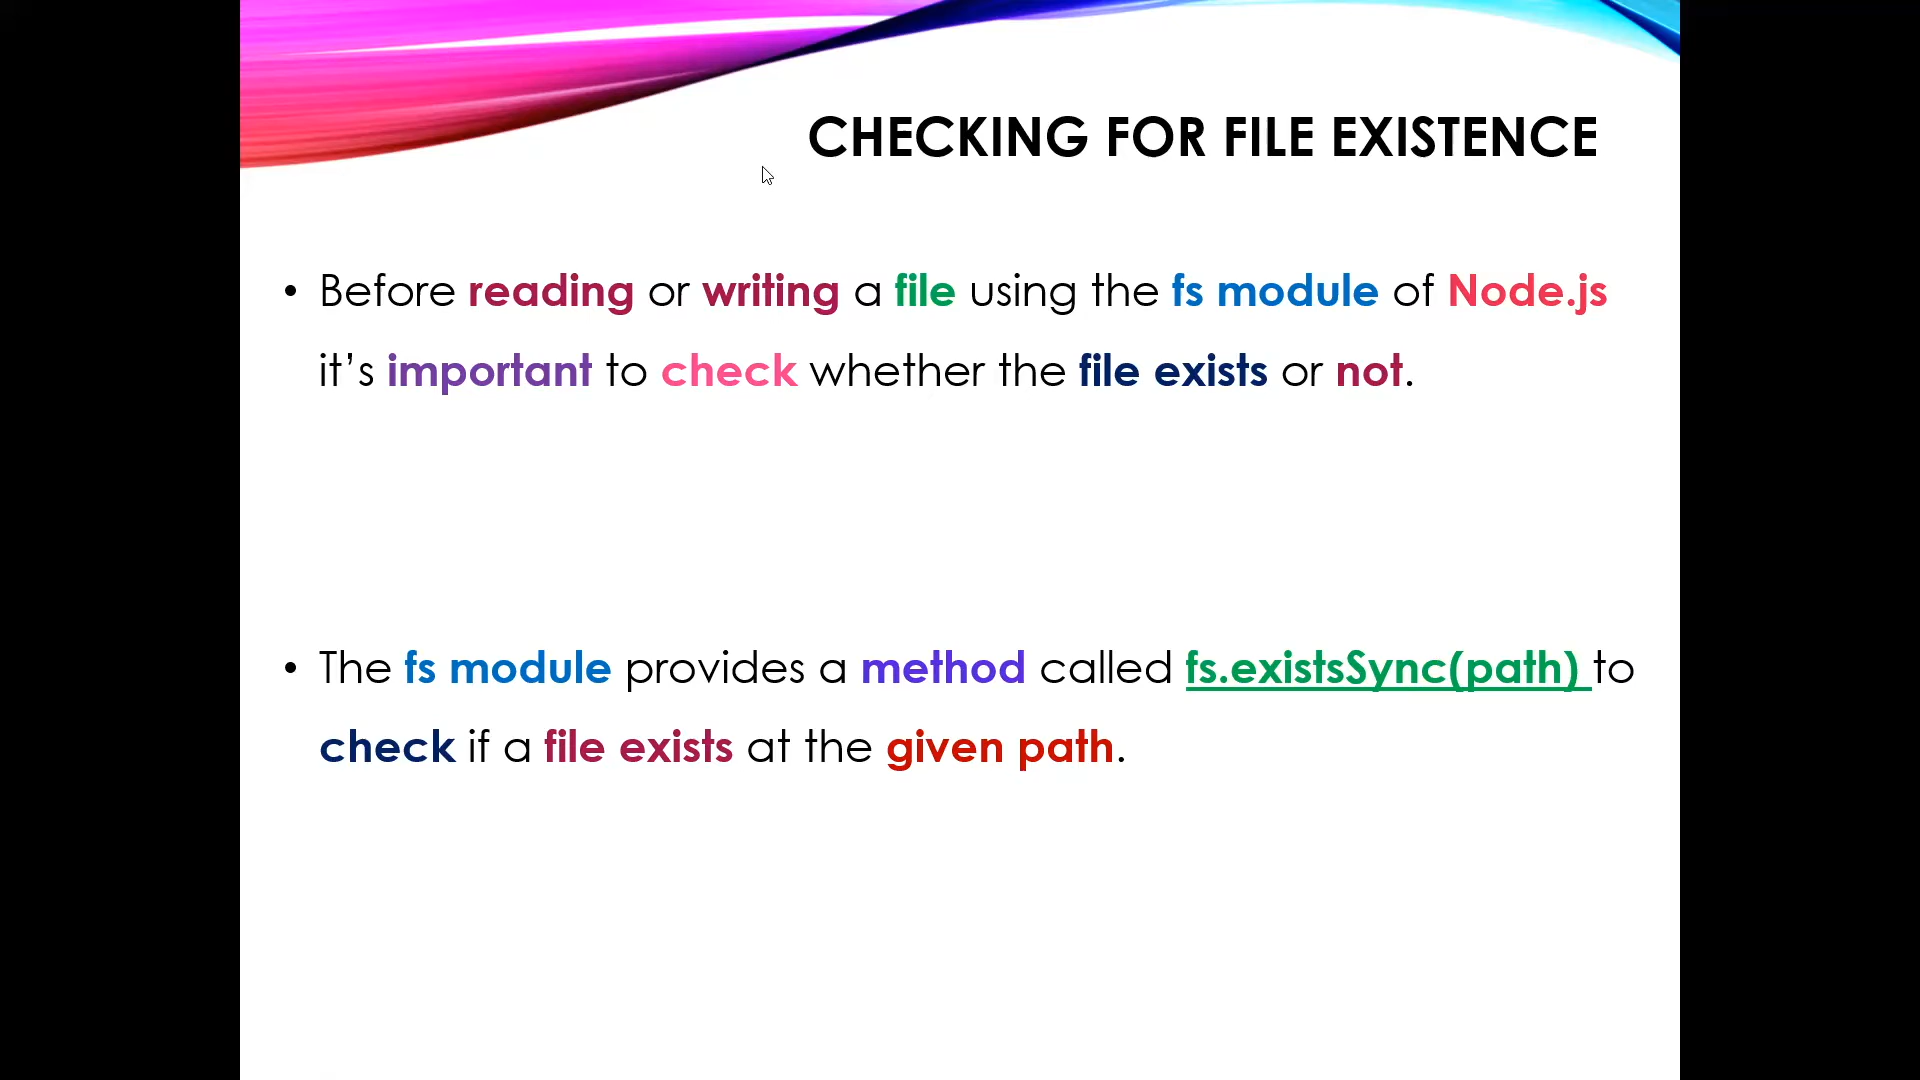 CHECKING FOR FILE EXISTENCE
• Before reading or writing a file using the fs module of Node.js
it’s important to check whether the file exists or not.
• The fs module provides a method called fs.existsSync(path) to
check if a file exists at the given path.